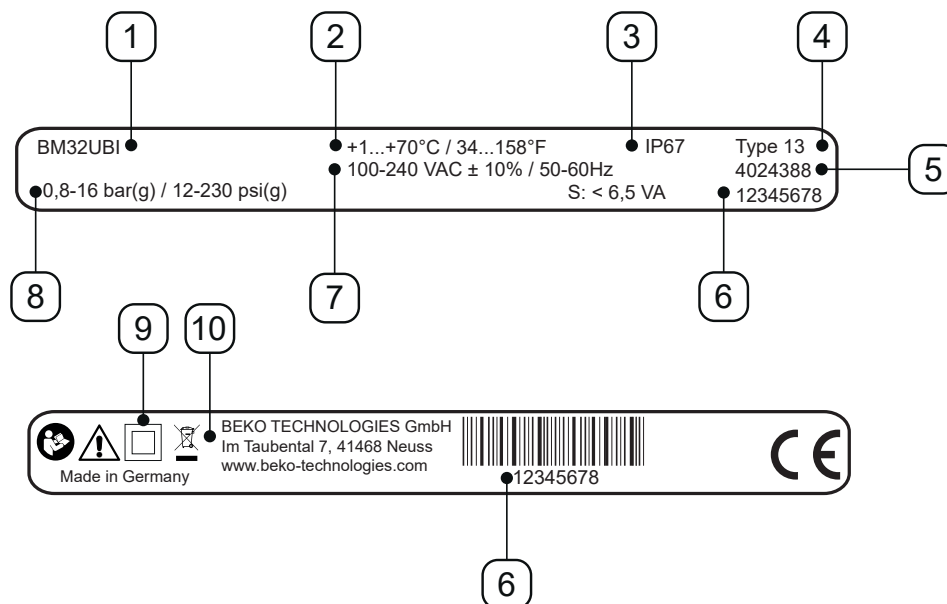 1 2 3 4
BM32UBI +1...+70°C / 34...158°F IP67 Type 13
100-240 VAC ± 10% / 50-60Hz 4024388
5
0,8-16 bar(g) / 12-230 psi(g) S: < 6,5 VA 12345678
8 7 6
9 10
BEKO TECHNOLOGIES GmbH
Im Taubental 7, 41468 Neuss
www.beko-technologies.com
Made in Germany
12345678
CE
6